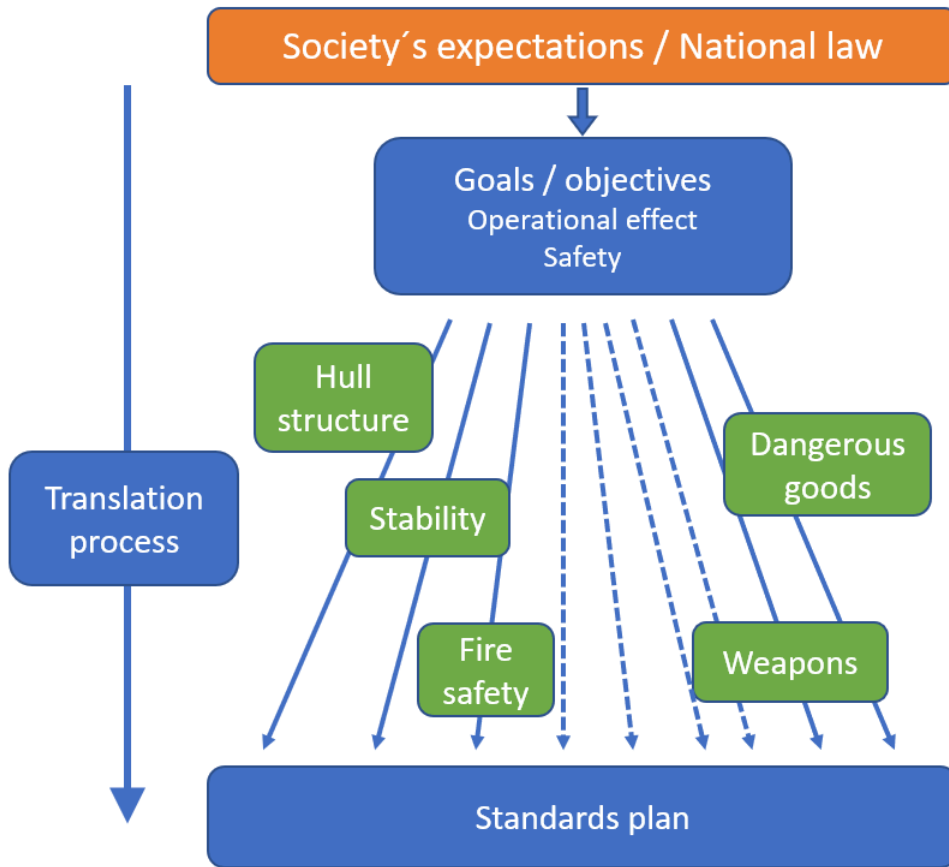 Society´s expectations / National law
Goals / objectives
Operational effect
Safety
Hull
structure
Dangerous
goods
Translation
process
Stability
Fire
safety
Weapons
Standards plan